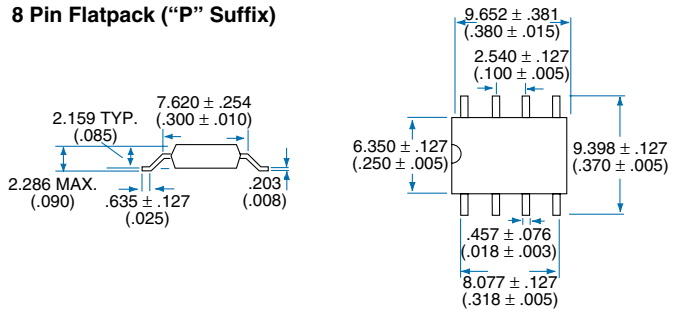 8 Pin Flatpack (“P” Suffix)
9.652 ± .381
(.380 ± .015)
2.540 ± .127
(.100 ± .005)
7.620 ± .254
(.300 ± .010)
2.159 TYP.
(.085)
2.286 MAX.
(.090)
.635 ± .127
(.025)
.203
(.008)
6.350 ± .127
(.250 ± .005)
9.398 ± .127
(.370 ± .005)
.457 ± .076
(.018 ± .003)
8.077 ± .127
(.318 ± .005)